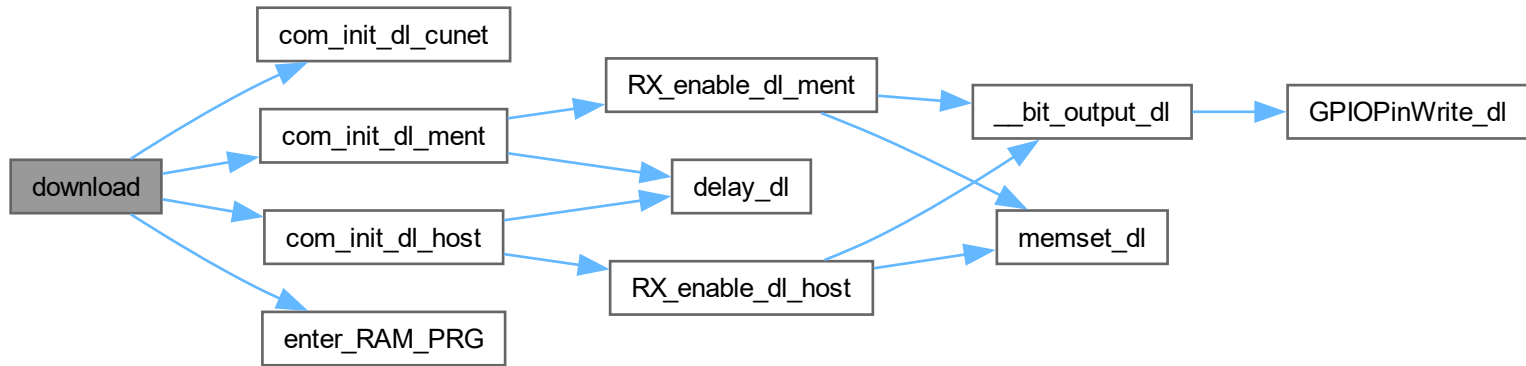 com_init_dl_cunet
RX_enable_dl_ment
__bit_output_dl
GPIOPinWrite_dl
com_init_dl_ment
download
delay_dl
com_init_dl_host
memset_dl
RX_enable_dl_host
enter_RAM_PRG